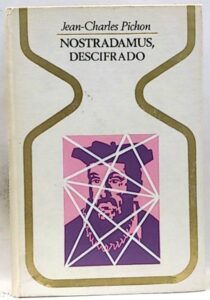 Jean-Charles Pichon
NOSTRADAMUS,
DESCIFRADO